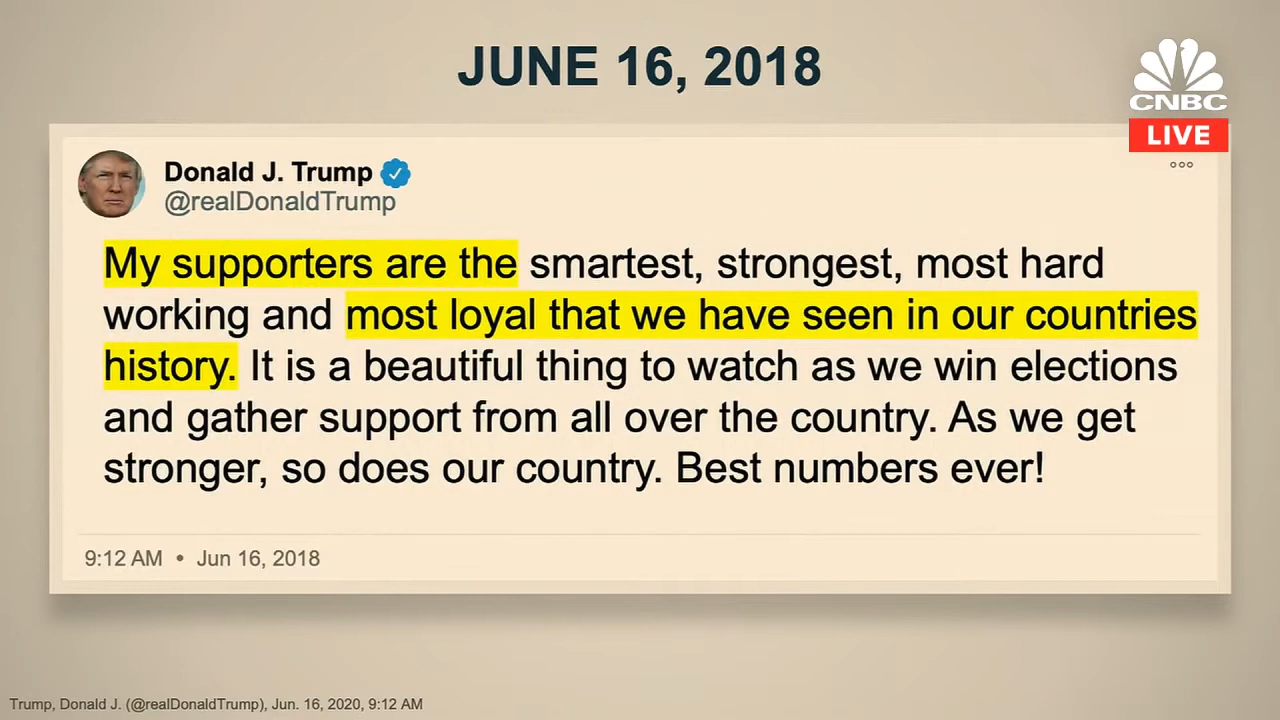 JUNE 16, 2018
CNBC
LIVE
Donald J. Trump
@realDonaldTrump
My supporters are the smartest, strongest, most hard
working and most loyal that we have seen in our countries
history. It is a beautiful thing to watch as we win elections
and gather support from all over the country. As we get
stronger, so does our country. Best numbers ever!
9:12 AM • Jun 16, 2018
Trump, Donald J. (@realDonaldTrump), Jun. 16, 2020, 9:12 AM